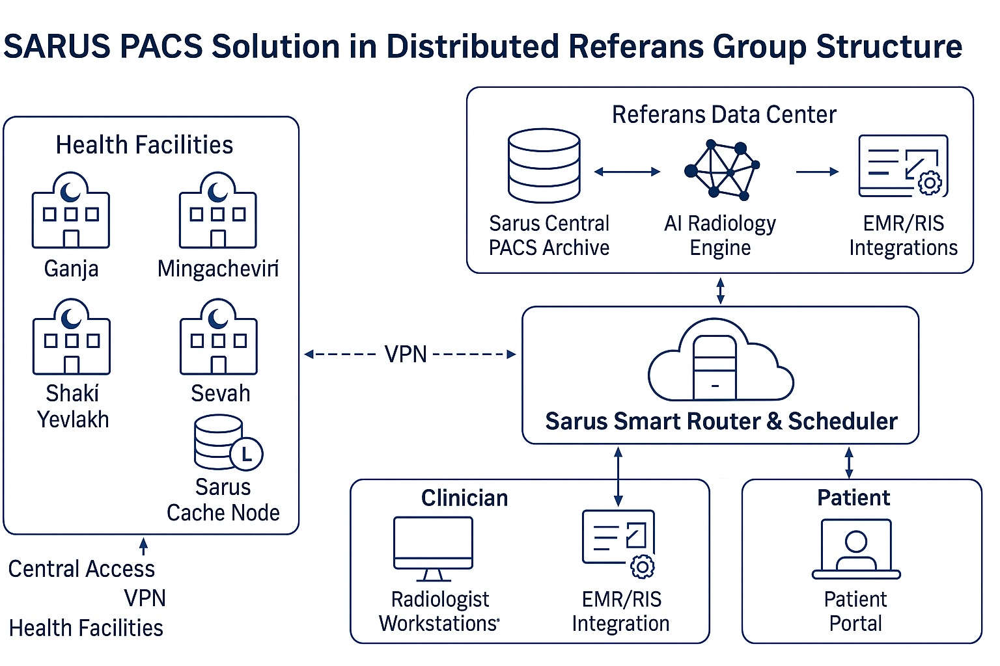 SARUS PACS Solution in Distributed Referans Group Structure
Health Facilities
Ganja
Mingachevirí
Shakí
Yevlakh
Sevah
L
Sarus
Cache Node
Central Access
VPN
Health Facilities
VPN
Referans Data Center
Sarus Central
PACS Archive
AI Radiology
Engine
EMR/RIS
Integrations
Sarus Smart Router & Scheduler
Clinician
Radiologist
Workstations*
EMR/RIS
Integration
Patient
Patient
Portal